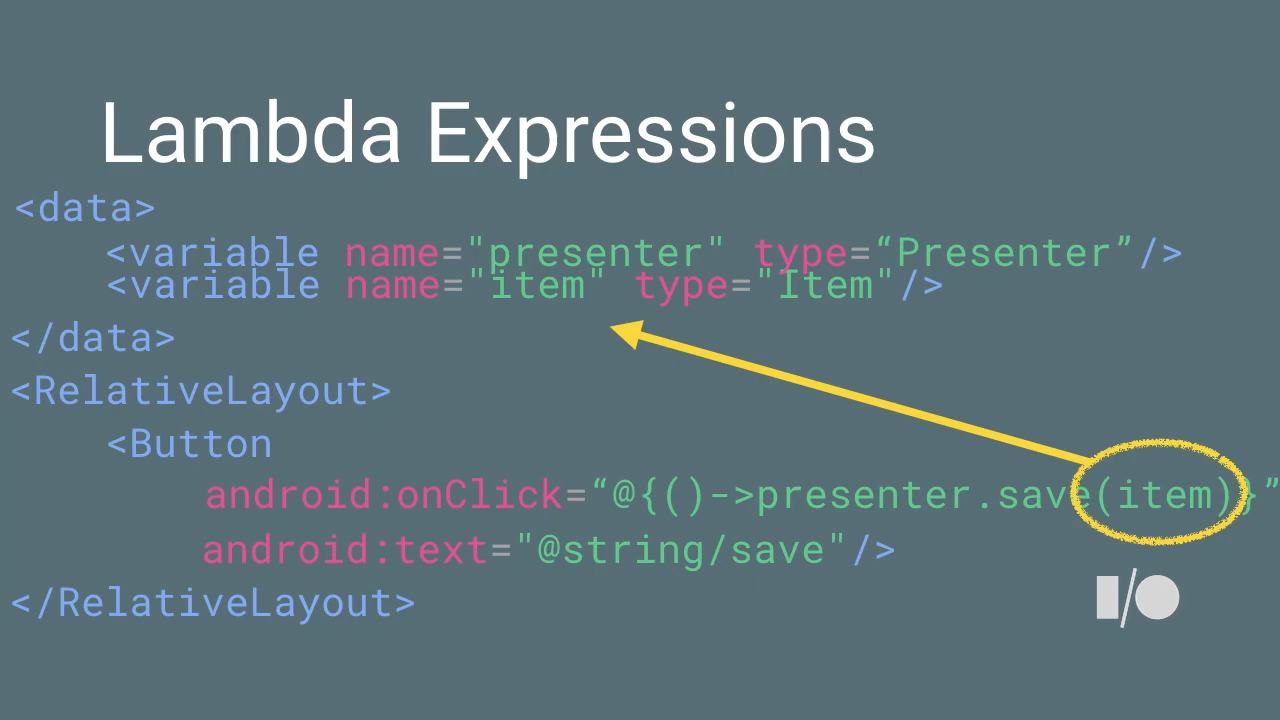 Lambda Expressions
<data>
<variable name="presenter" type=“Presenter”/>
<variable name="item" type="Item"/>
</data>
<RelativeLayout>
<Button
android:onClick=“@{()->presenter.save(item)}”
android:text="@string/save"/>
</RelativeLayout>
I/O